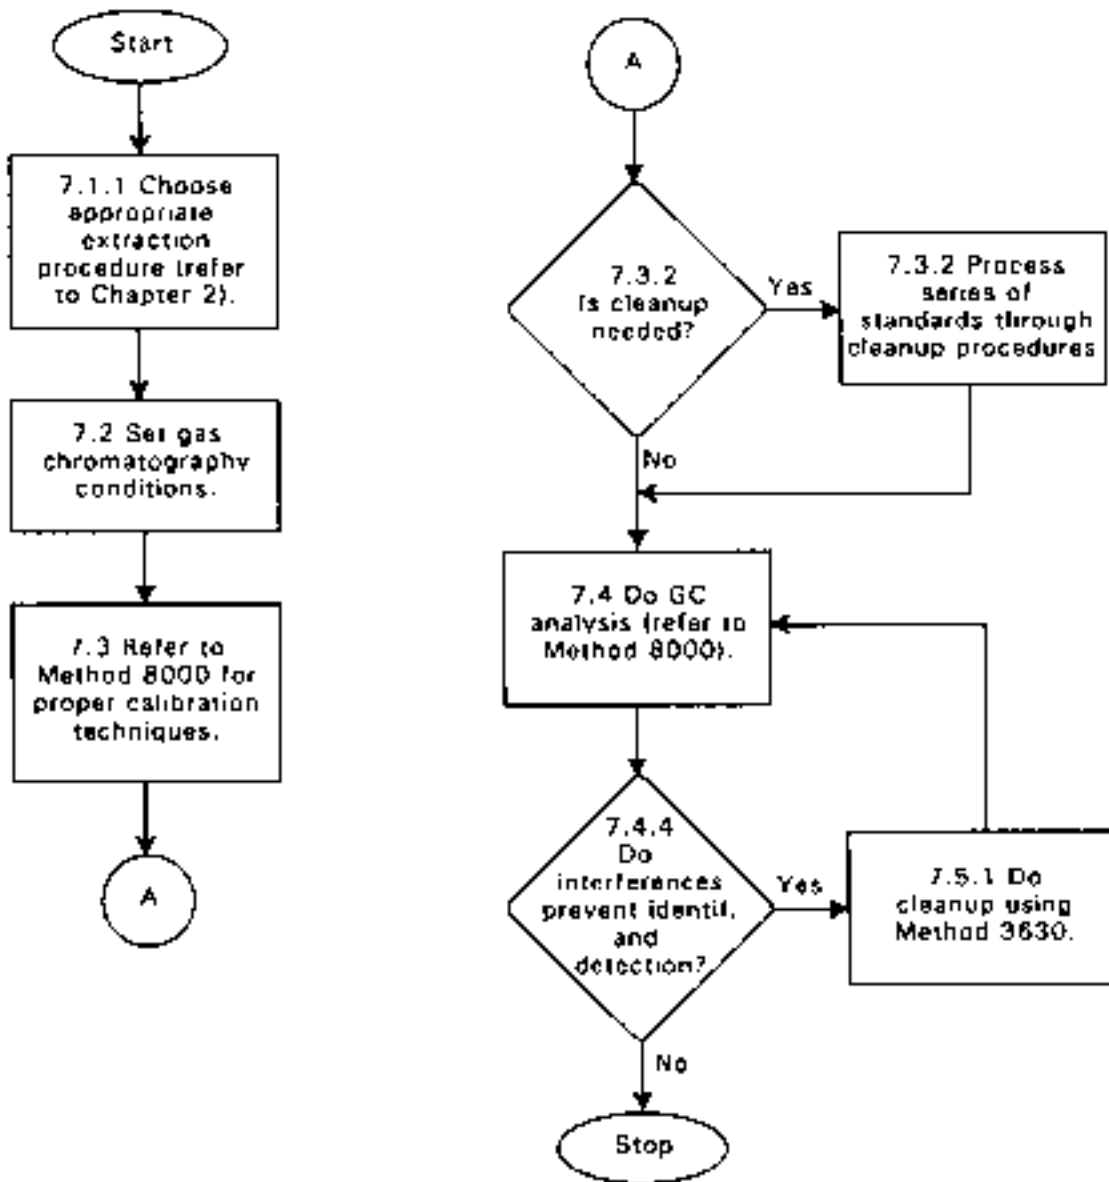 Start
7.1.1 Choose
appropriate
extraction
procedure (refer
to Chapter 2).
7.2 Set gas
chromatography
conditions.
7.3 Refer to
Method 8000 for
proper calibration
techniques.
A
A
7.3.2
Is cleanup
needed?
Yes
7.3.2 Process
series of
standards through
cleanup procedures
No
7.4 Do GC
analysis (refer to
Method 8000).
7.4.4
Do
interferences
prevent identif.
and
detection?
Yes
7.5.1 Do
cleanup using
Method 3630.
No
Stop